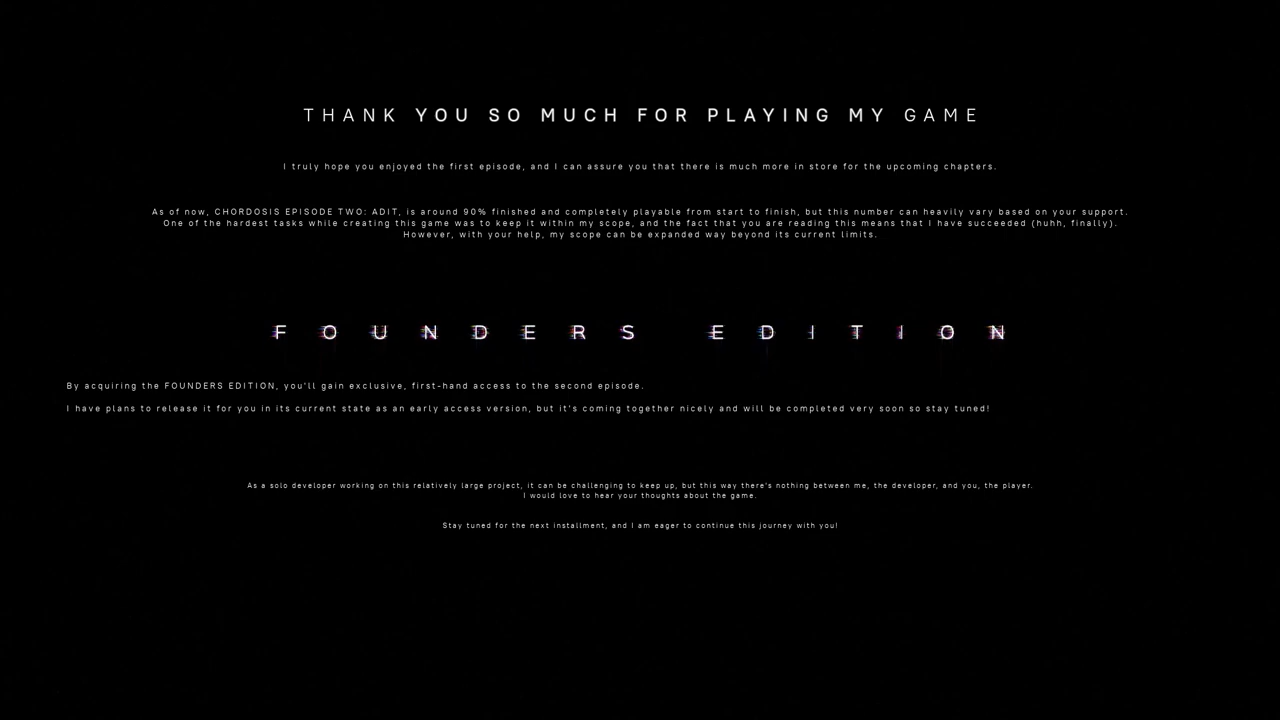 THANK YOU SO MUCH FOR PLAYING MY GAME
I truly hope you enjoyed the first episode, and I can assure you that there is much more in store for the upcoming chapters.
As of now, CHORDOSIS EPISODE TWO: ADIT, is around 90% finished and completely playable from start to finish, but this number can heavily vary based on your support.
One of the hardest tasks while creating this game was to keep it within my scope, and the fact that you are reading this means that I have succeeded (huhh, finally).
However, with your help, my scope can be expanded way beyond its current limits.
FOUNDERS EDITION
By acquiring the FOUNDERS EDITION, you'll gain exclusive, first-hand access to the second episode.
I have plans to release it for you in its current state as an early access version, but it's coming together nicely and will be completed very soon so stay tuned!
As a solo developer working on this relatively large project, it can be challenging to keep up, but this way there's nothing between me, the developer, and you, the player.
I would love to hear your thoughts about the game.
Stay tuned for the next installment, and I am eager to continue this journey with you!